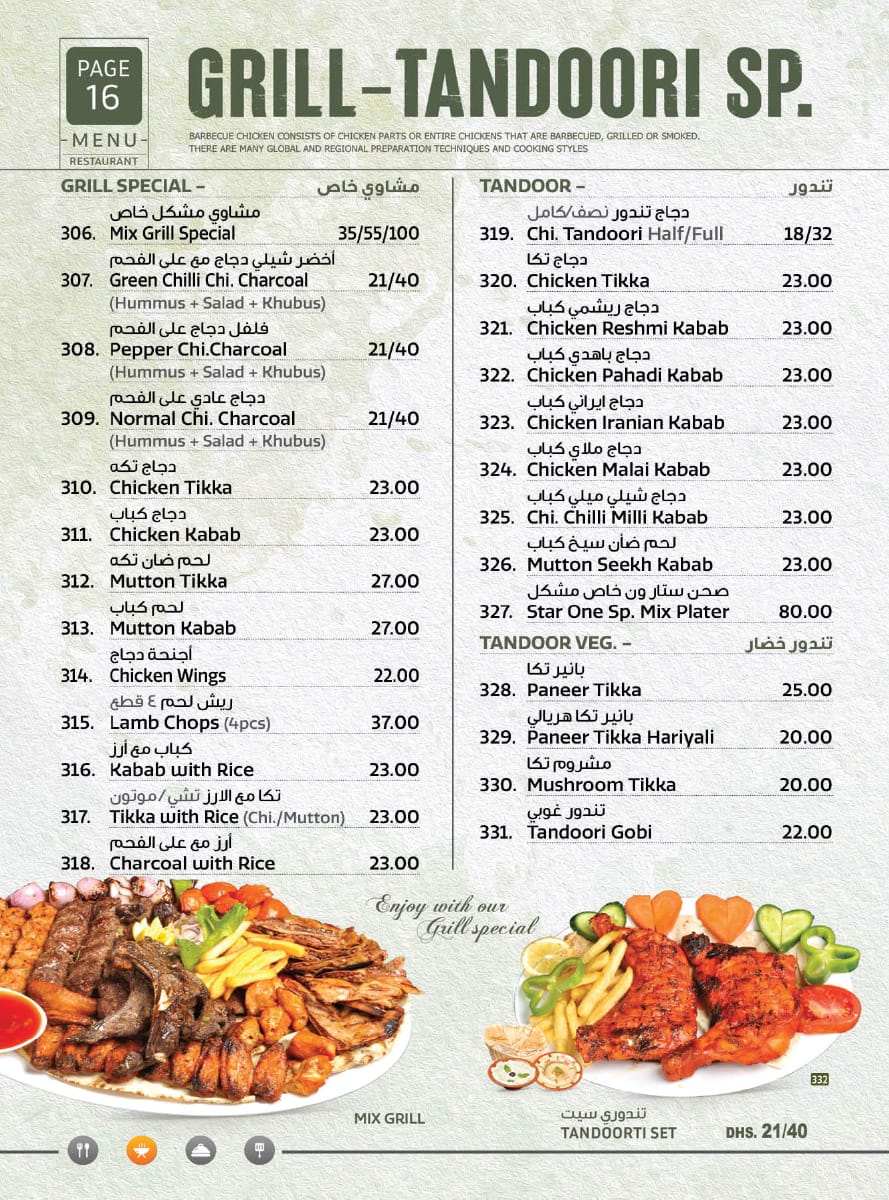 PAGE
16
MENU
RESTAURANT
GRILL-TANDOORI SP.
BARBECUE CHICKEN CONSISTS OF CHICKEN PARTS OR ENTIRE CHICKENS THAT ARE BARBECUED, GRILLED OR SMOKED.
THERE ARE MANY GLOBAL AND REGIONAL PREPARATION TECHNIQUES AND COOKING STYLES
GRILL SPECIAL – مشاوي خاص
مشاوي مشكل خاص
306. Mix Grill Special 35/55/100
أخضر شيلي دجاج مع على الفحم
307. Green Chilli Chi. Charcoal 21/40
(Hummus + Salad + Khubus)
فلفل دجاج على الفحم
308. Pepper Chi.Charcoal 21/40
(Hummus + Salad + Khubus)
دجاج عادي على الفحم
309. Normal Chi. Charcoal 21/40
(Hummus + Salad + Khubus)
دجاج تكه
310. Chicken Tikka 23.00
دجاج كباب
311. Chicken Kabab 23.00
لحم ضان تكه
312. Mutton Tikka 27.00
لحم كباب
313. Mutton Kabab 27.00
أجنحة دجاج
314. Chicken Wings 22.00
ريش لحم ٤ قطع
315. Lamb Chops (4pcs) 37.00
كباب مع أرز
316. Kabab with Rice 23.00
تكا مع الارز تشي/موتون
317. Tikka with Rice (Chi./Mutton) 23.00
أرز مع على الفحم
318. Charcoal with Rice 23.00
TANDOOR – تندور
دجاج تندور نصف/كامل
319. Chi. Tandoori Half/Full 18/32
دجاج تكا
320. Chicken Tikka 23.00
دجاج ريشمي كباب
321. Chicken Reshmi Kabab 23.00
دجاج باهدي كباب
322. Chicken Pahadi Kabab 23.00
دجاج ايراني كباب
323. Chicken Iranian Kabab 23.00
دجاج ملاي كباب
324. Chicken Malai Kabab 23.00
دجاج شيلي ميلي كباب
325. Chi. Chilli Milli Kabab 23.00
لحم ضأن سيخ كباب
326. Mutton Seekh Kabab 23.00
صحن ستار ون خاص مشكل
327. Star One Sp. Mix Plater 80.00
TANDOOR VEG. – تندور خضار
بانير تكا
328. Paneer Tikka 25.00
بانير تكا هريالي
329. Paneer Tikka Hariyali 20.00
مشروم تكا
330. Mushroom Tikka 20.00
تندور غوبي
331. Tandoori Gobi 22.00
Enjoy with our
Grill special
332
MIX GRILL
تندوري سيت
TANDOORTI SET DHS. 21/40